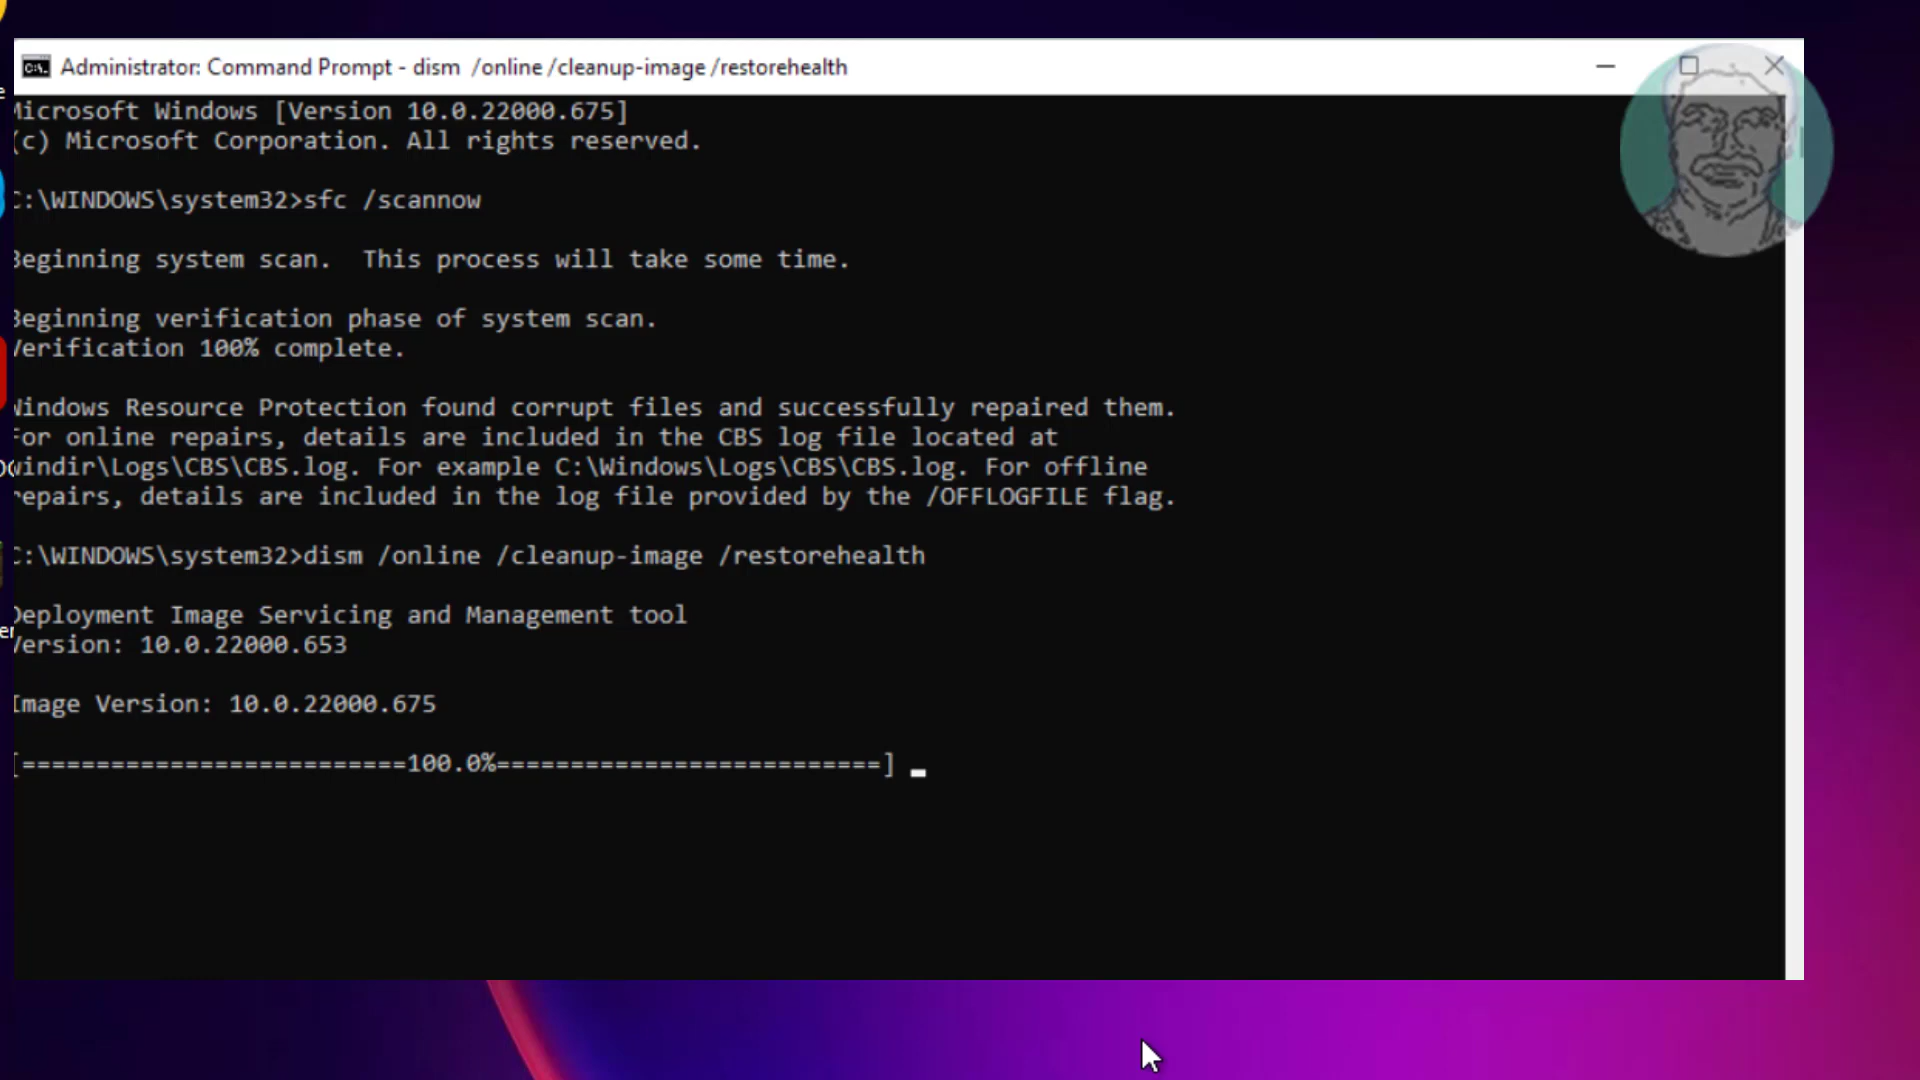 Administrator: Command Prompt - dism  /online /cleanup-image /restorehealth
Microsoft Windows [Version 10.0.22000.675]
(c) Microsoft Corporation. All rights reserved.
C:\WINDOWS\system32>sfc /scannow
Beginning system scan.  This process will take some time.
Beginning verification phase of system scan.
Verification 100% complete.
Windows Resource Protection found corrupt files and successfully repaired them.
For online repairs, details are included in the CBS log file located at
windir\Logs\CBS\CBS.log. For example C:\Windows\Logs\CBS\CBS.log. For offline
repairs, details are included in the log file provided by the /OFFLOGFILE flag.
C:\WINDOWS\system32>dism /online /cleanup-image /restorehealth
Deployment Image Servicing and Management tool
Version: 10.0.22000.653
Image Version: 10.0.22000.675
[==========================100.0%==========================]